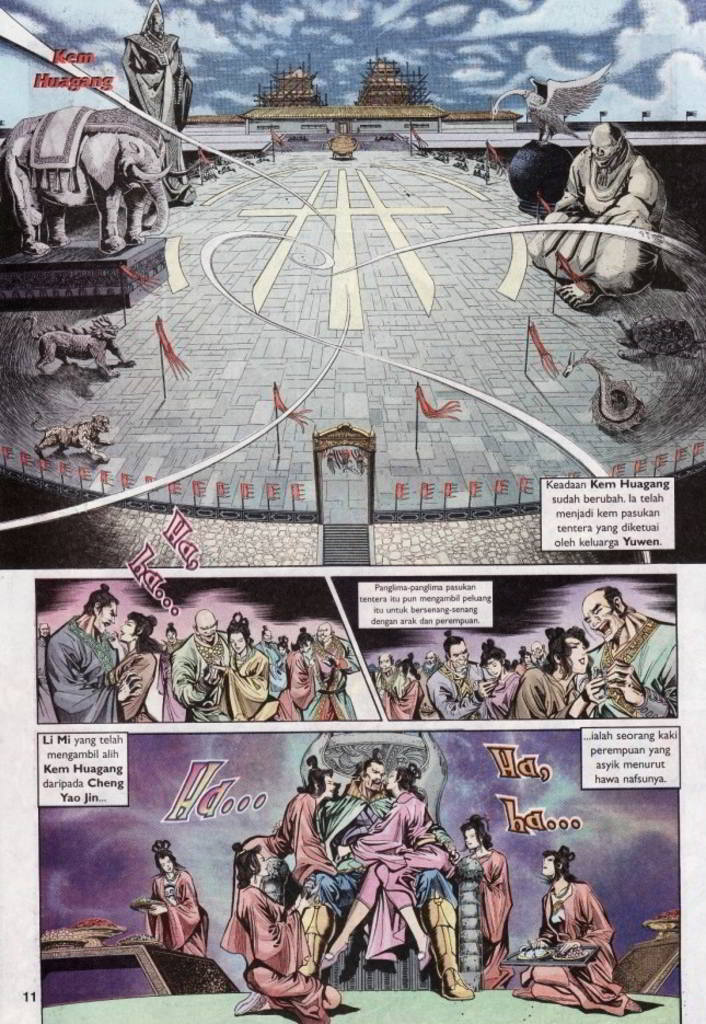 Kem
Huagang
Keadaan Kem Huagang
sudah berubah. Ia telah
menjadi kem pasukan
tentera yang diketuai
oleh keluarga Yuwen.
Ha,
ha...
Panglima-panglima pasukan
tentera itu pun mengambil peluang
itu untuk bersenang-senang
dengan arak dan perempuan.
Li Mi yang telah
mengambil alih
Kem Huagang
daripada Cheng
Yao Jin...
...ialah seorang kaki
perempuan yang
asyik menurut
hawa nafsunya.
Ha...
Ha,
ha...
11